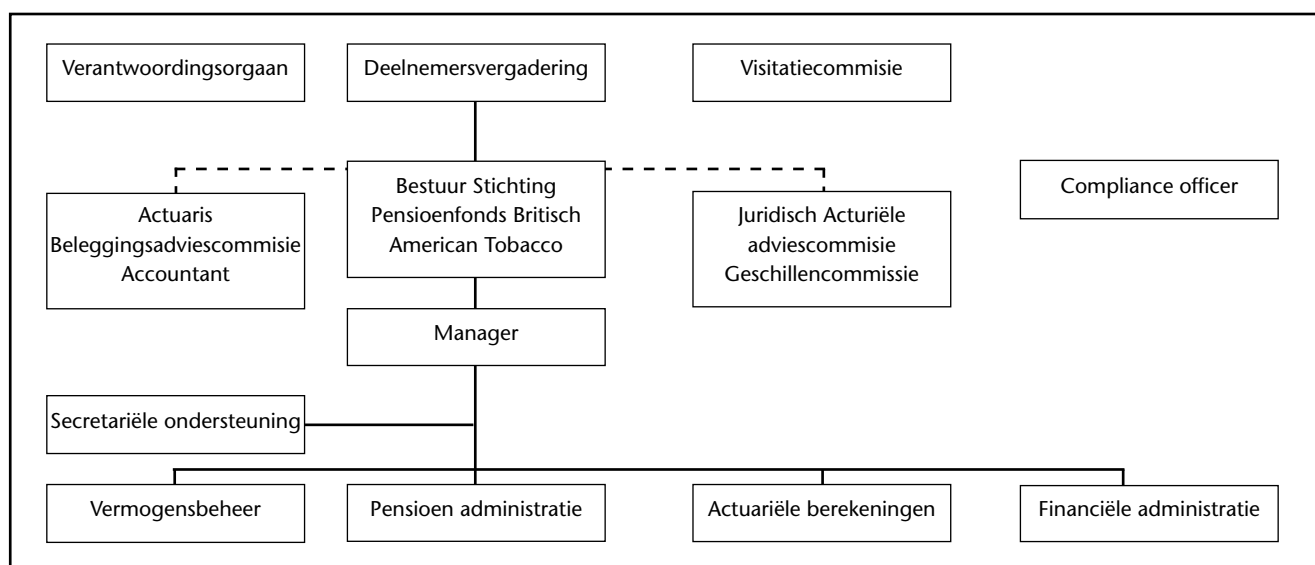 Verantwoordingsorgaan
Deelnemersvergadering
Visitatiecommisie
Bestuur Stichting
Pensioenfonds Britisch
American Tobacco
Compliance officer
Actuaris
Beleggingsadviescommisie
Accountant
Juridisch Acturiële
adviescommisie
Geschillencommissie
Manager
Secretariële ondersteuning
Vermogensbeheer
Pensioen administratie
Actuariële berekeningen
Financiële administratie